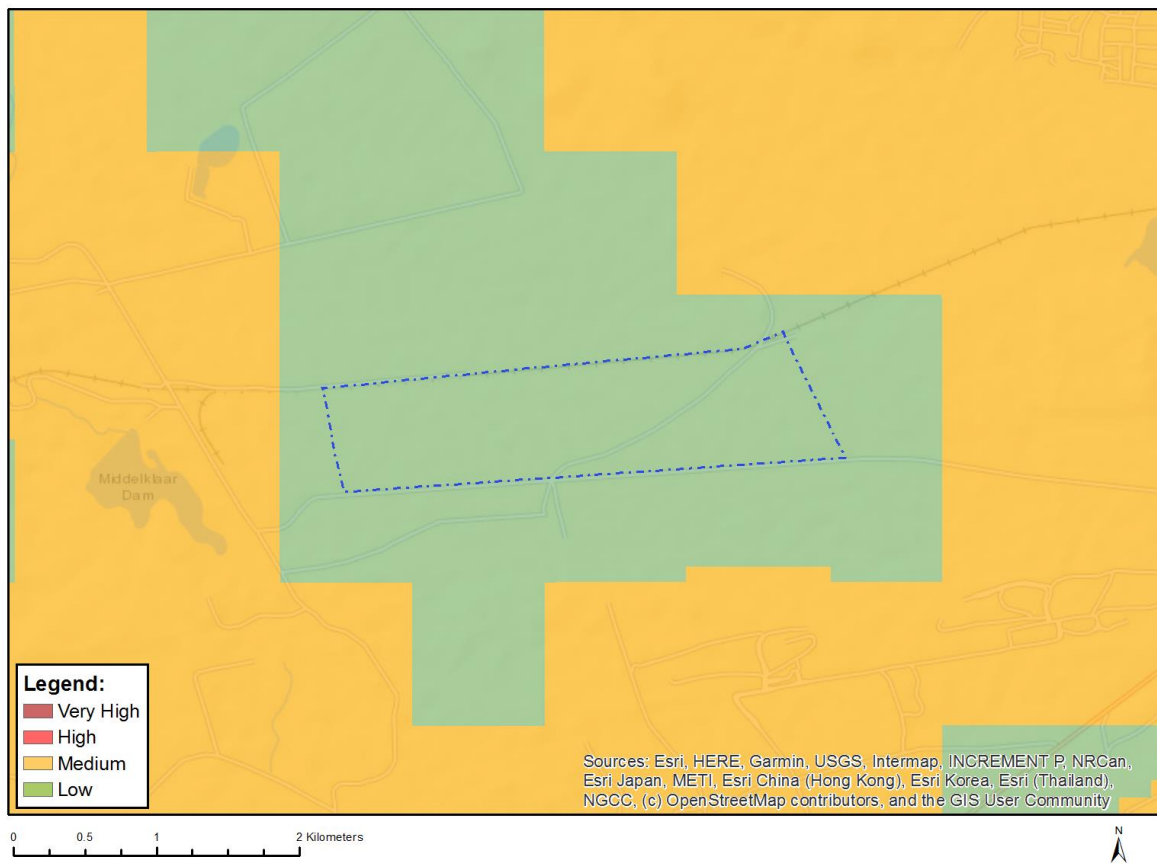 Middelklaar
Dam
Legend:
Very High
High
Medium
Low
Sources: Esri, HERE, Garmin, USGS, Intermap, INCREMENT P, NRCan,
Esri Japan, METI, Esri China (Hong Kong), Esri Korea, Esri (Thailand),
NGCC, (c) OpenStreetMap contributors, and the GIS User Community
0 0.5 1 2 Kilometers
N